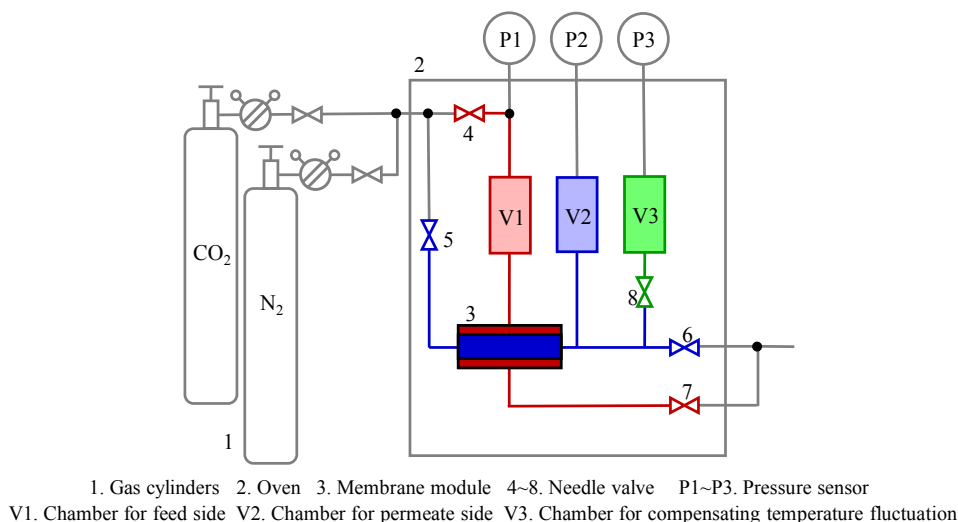 P1 P2 P3
2
4
CO2
V1 V2 V3
5
N2
8
3
6
7
1
1. Gas cylinders 2. Oven 3. Membrane module 4~8. Needle valve P1~P3. Pressure sensor
V1. Chamber for feed side V2. Chamber for permeate side V3. Chamber for compensating temperature fluctuation